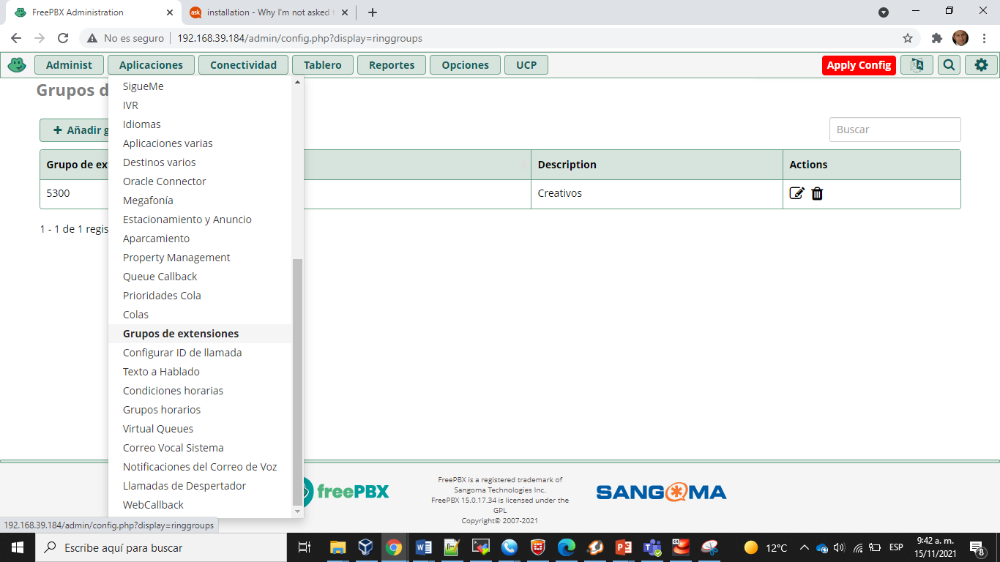 FreePBX Administration
installation - Why I'm not asked
No es seguro
192.168.39.184/admin/config.php?display=ringgroups
Administ
Aplicaciones
Conectividad
Tablero
Reportes
Opciones
UCP
Apply Config
Grupos d
SigueMe
IVR
Idiomas
Aplicaciones varias
Destinos varios
Oracle Connector
Megafonía
Estacionamiento y Anuncio
Aparcamiento
Property Management
Queue Callback
Prioridades Cola
Colas
Grupos de extensiones
Configurar ID de llamada
Texto a Hablado
Condiciones horarias
Grupos horarios
Virtual Queues
Correo Vocal Sistema
Notificaciones del Correo de Voz
Llamadas de Despertador
WebCallback
Añadir g
Buscar
Grupo de ex
Description
Actions
5300
Creativos
1 - 1 de 1 regis
freePBX
FreePBX is a registered trademark of
Sangoma Technologies Inc.
FreePBX 15.0.17.34 is licensed under the
GPL
Copyright© 2007-2021
SANGOMA
192.168.39.184/admin/config.php?display=ringgroups
Escribe aquí para buscar
12°C
ESP
9:42 a. m.
15/11/2021
8